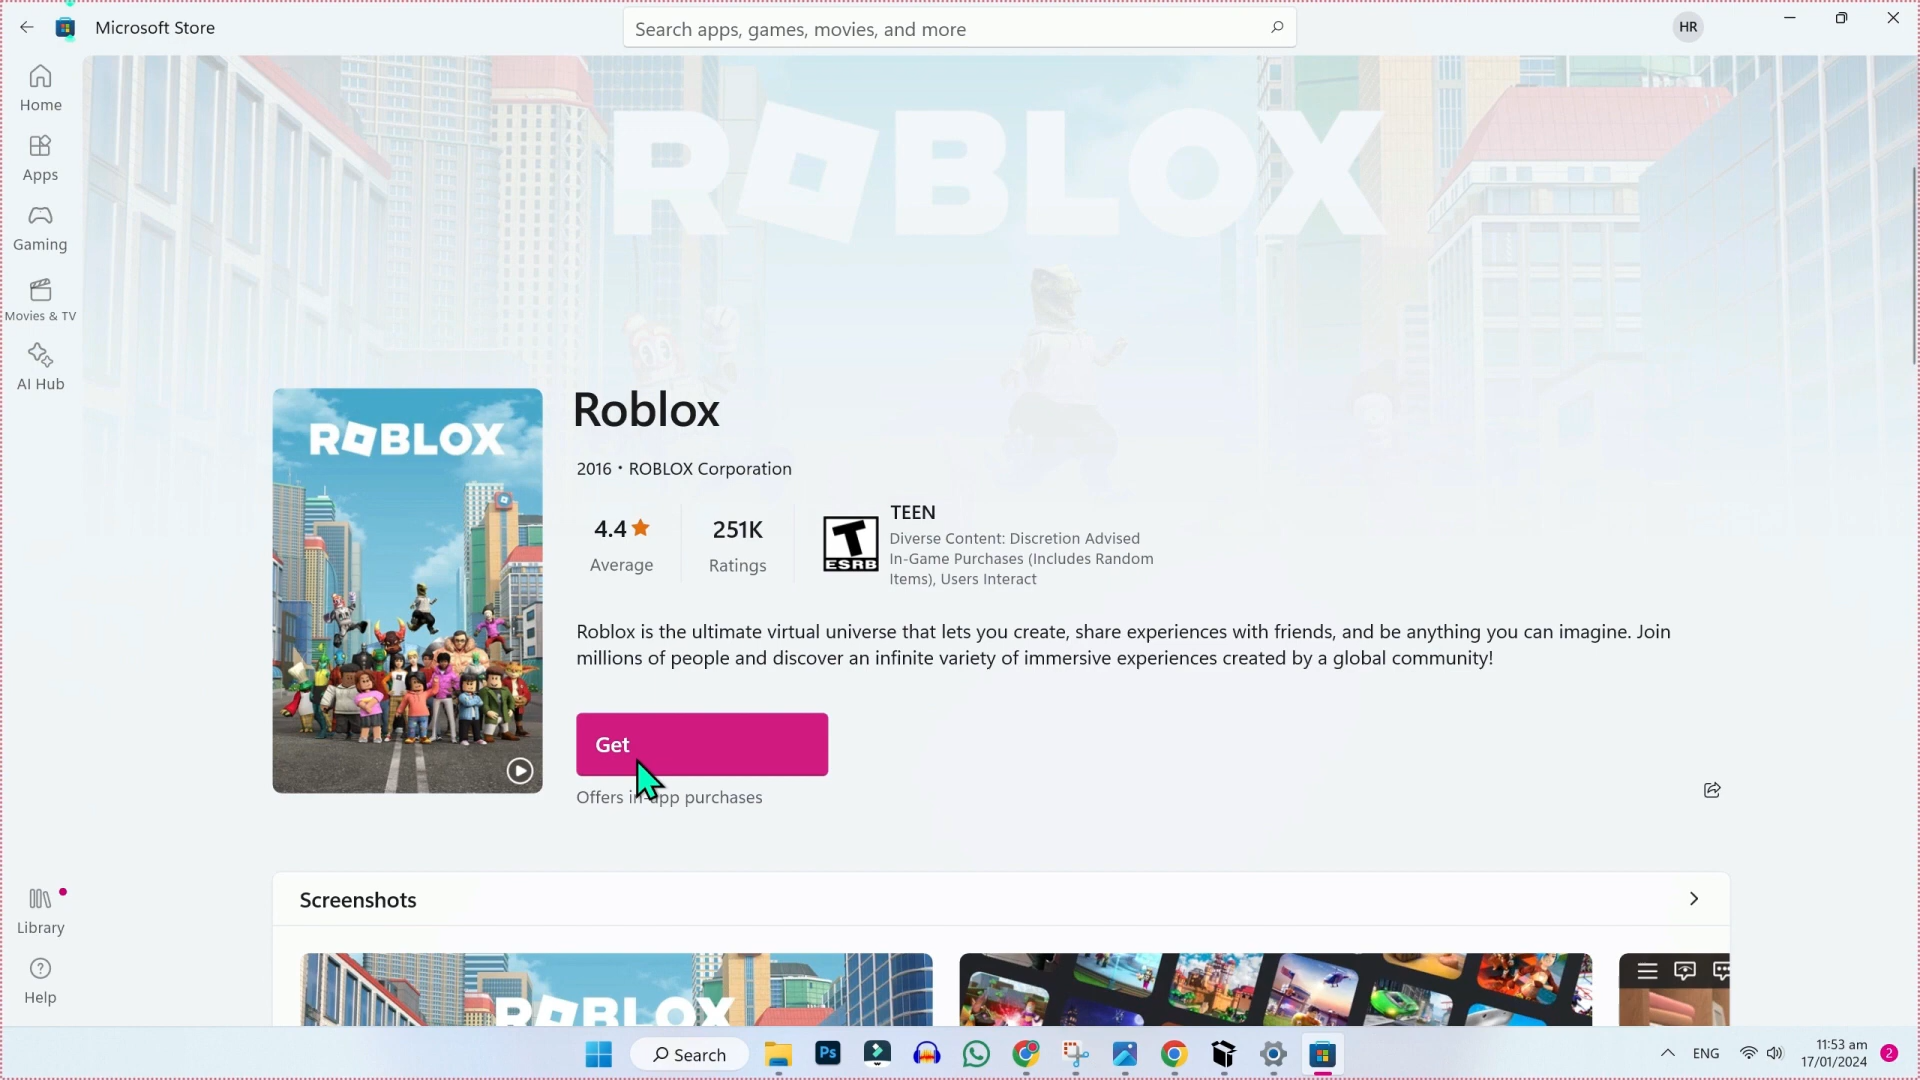 Microsoft Store
Search apps, games, movies, and more
HR
Home
Apps
Gaming
Movies & TV
AI Hub
Library
Help
ROBLOX
ROBLOX
Roblox
2016 • ROBLOX Corporation
4.4
Average
251K
Ratings
T
ESRB
TEEN
Diverse Content: Discretion Advised
In-Game Purchases (Includes Random
Items), Users Interact
Roblox is the ultimate virtual universe that lets you create, share experiences with friends, and be anything you can imagine. Join
millions of people and discover an infinite variety of immersive experiences created by a global community!
Get
Offers in-app purchases
Screenshots
ROBLOX
Search
Ps
ENG
11:53 am
17/01/2024
2